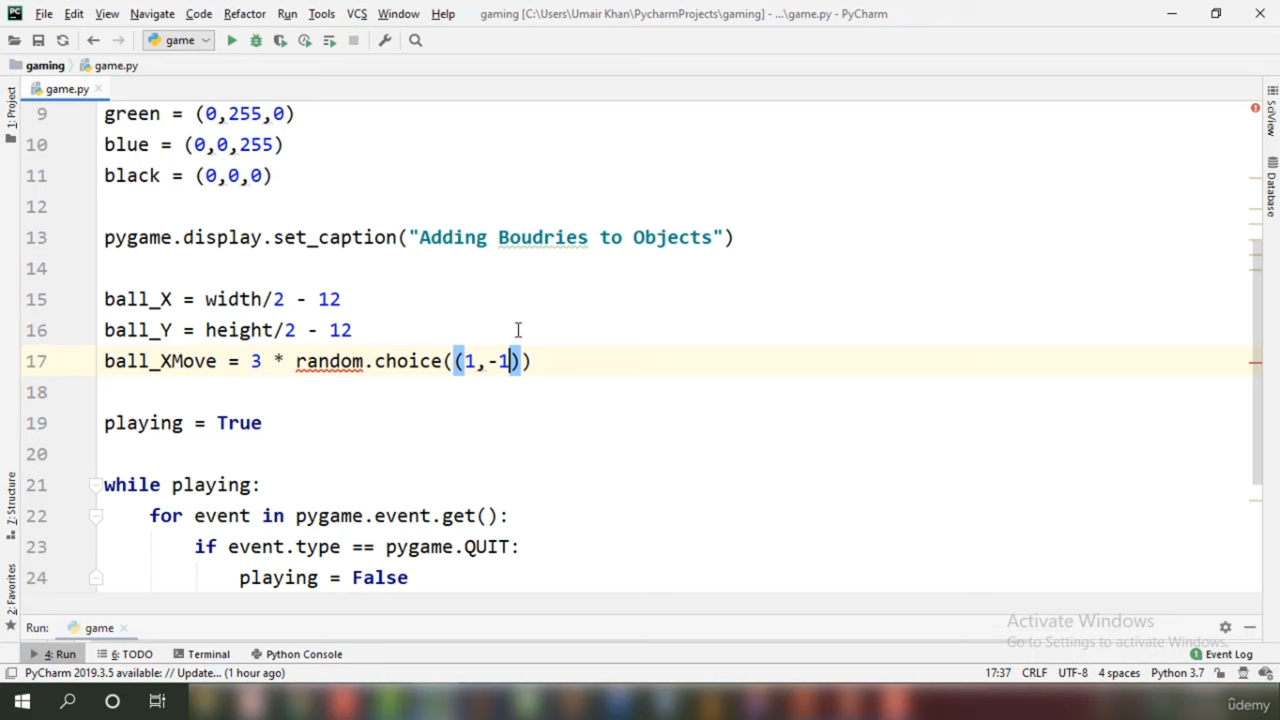 File Edit View Navigate Code Refactor Run Tools VCS Window Help gaming [C:\Users\Umair Khan\PycharmProjects\gaming] - ...\game.py - PyCharm
game
gaming game.py
game.py
1: Project
SciView
Database
7: Structure
2: Favorites
9 green = (0,255,0)
10 blue = (0,0,255)
11 black = (0,0,0)
12
13 pygame.display.set_caption("Adding Boudries to Objects")
14
15 ball_X = width/2 - 12
16 ball_Y = height/2 - 12
17 ball_XMove = 3 * random.choice((1,-1))
18
19 playing = True
20
21 while playing:
22 for event in pygame.event.get():
23 if event.type == pygame.QUIT:
24 playing = False
Activate Windows
Go to Settings to activate Windows.
Run: game
4: Run 6: TODO Terminal Python Console 1 Event Log
PyCharm 2019.3.5 available: // Update... (1 hour ago) 17:37 CRLF UTF-8 4 spaces Python 3.7
ûdemy